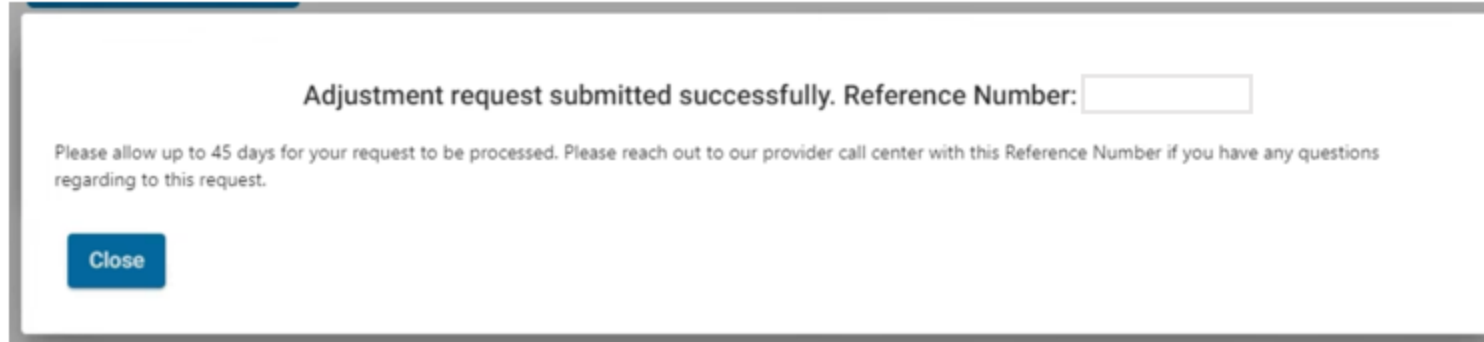 Adjustment request submitted successfully. Reference Number:
Please allow up to 45 days for your request to be processed. Please reach out to our provider call center with this Reference Number if you have any questions
regarding to this request.
Close